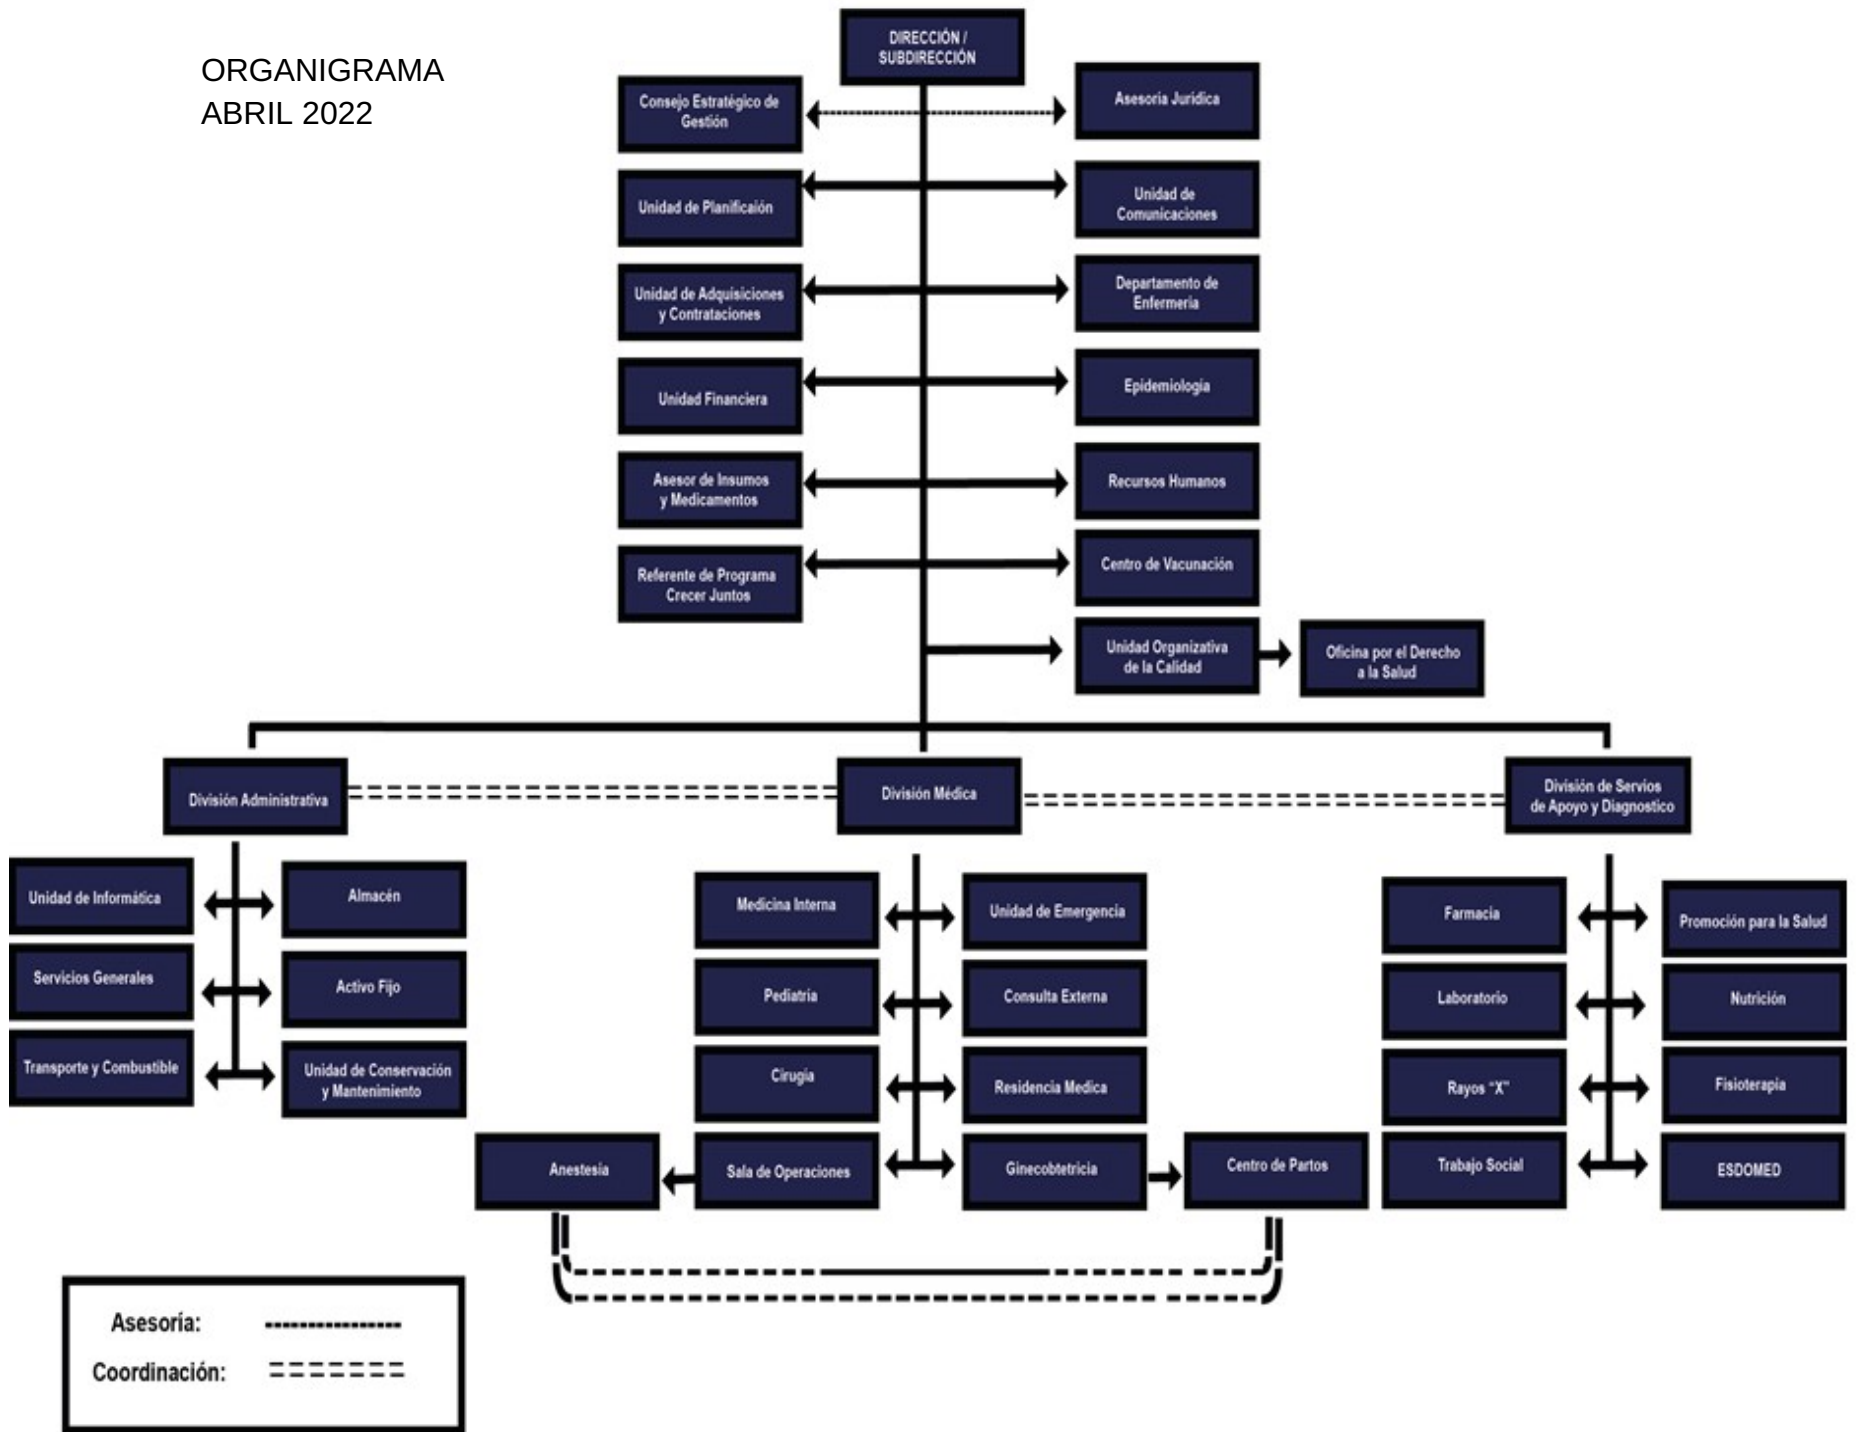 ORGANIGRAMA
ABRIL 2022
DIRECCIÓN /
SUBDIRECCIÓN
Consejo Estratégico de
Gestión
Asesoria Jurídica
Unidad de Planificaión
Unidad de
Comunicaciones
Unidad de Adquisiciones
y Contrataciones
Departamento de
Enfermeria
Unidad Financiera
Epidemiologia
Asesor de Insumos
y Medicamentos
Recursos Humanos
Referente de Programa
Crecer Juntos
Centro de Vacunación
Unidad Organizativa
de la Calidad
Oficina por el Derecho
a la Salud
División Administrativa
División Médica
División de Servios
de Apoyo y Diagnostico
Unidad de Informática
Almacén
Servicios Generales
Activo Fijo
Transporte y Combustible
Unidad de Conservación
y Mantenimiento
Medicina Interna
Unidad de Emergencia
Pediatria
Consulta Externa
Cirugia
Residencia Medica
Anestesia
Sala de Operaciones
Ginecobtetricia
Centro de Partos
Farmacia
Promoción para la Salud
Laboratorio
Nutrición
Rayos “X”
Fisioterapia
Trabajo Social
ESDOMED
Asesoría:
Coordinación: